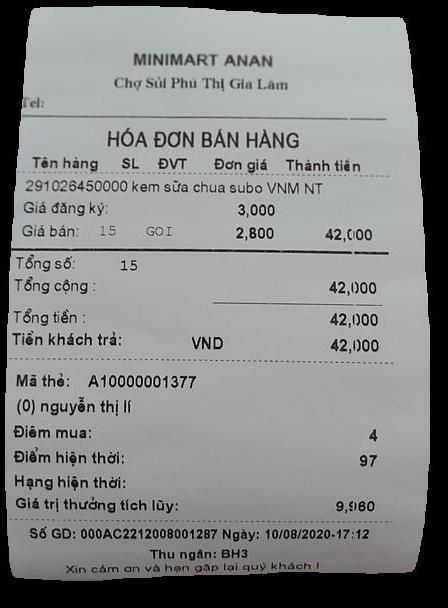 MINIMART ANAN
Chợ Sủi Phú Thị Gia Lâm
Tel:
HÓA ĐƠN BÁN HÀNG
Tên hàng SL ĐVT Đơn giá Thành tiền
291026450000 kem sữa chua subo VNM NT
Giá đăng ký: 3,000
Giá bán: 15 GOI 2,800 42,000
Tổng số: 15
Tổng cộng : 42,000
Tổng tiền : 42,000
Tiền khách trả: VND 42,000
Mã thẻ: A10000001377
(0) nguyễn thị lí
Điêm mua: 4
Điểm hiện thời: 97
Hạng hiện thời:
Giá trị thưởng tích lũy: 9,960
Số GD: 000AC2212008001287 Ngày: 10/08/2020-17:12
Thu ngân: BH3
Xin cảm ơn và hẹn gặp lại quý khách !